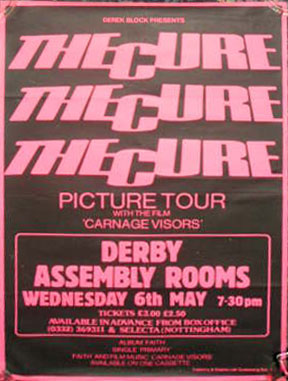 DEREK BLOCK PRESENTS
THE CURE
THE CURE
THE CURE
PICTURE TOUR
WITH THE FILM
'CARNAGE VISORS'
DERBY
ASSEMBLY ROOMS
WEDNESDAY 6th MAY 7·30pm
TICKETS £3.00 £2.50
AVAILABLE IN ADVANCE FROM BOX OFFICE
(0332) 369311 & SELECTA (NOTTINGHAM)
ALBUM FAITH
SINGLE 'PRIMARY'
FAITH AND FILM MUSIC 'CARNAGE VISORS'
AVAILABLE ON ONE CASSETTE